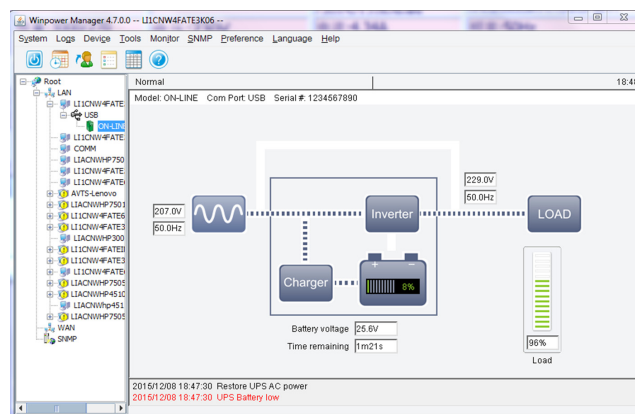 Winpower Manager 4.7.0.0 -- LI1CNW4FATE3K06 --
System Logs Device Tools Monitor SNMP Preference Language Help
Root
LAN
LI1CNW4FATE
USB
ON-LINE
LI1CNW4FATE
COMM
LIACNWHP750
LI1CNW4FATE
LI1CNW4FATE
AVTS-Lenovo
LIACNWHP7501
LI1CNW4FATE6
LI1CNW4FATE3
LIACNWHP300
LI1CNW4FATEII
LI1CNW4FATE3
LI1CNW4FATE
LIACNWHP7505
LIACNWHP4510
LIACNWHp451
LIACNWHP7505
WAN
SNMP
Normal
18:48
Model: ON-LINE Com Port: USB Serial #: 1234567890
207.0V
50.0Hz
Inverter
229.0V
50.0Hz
LOAD
Charger
+ −
8%
Battery voltage 25.6V
Time remaining 1m21s
96%
Load
2015/12/08 18:47:30 Restore UPS AC power
2015/12/08 18:47:30 UPS Battery low